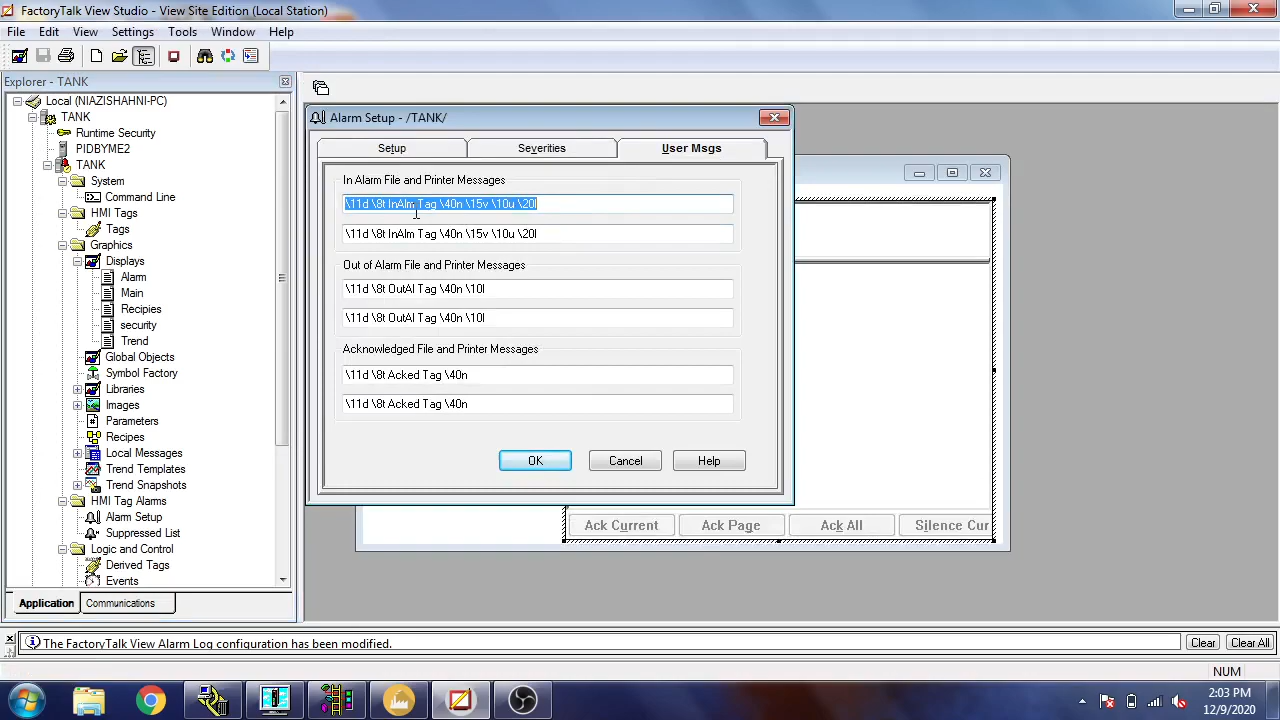 FactoryTalk View Studio - View Site Edition (Local Station)
File Edit View Settings Tools Window Help
Explorer - TANK
Local (NIAZISHAHNI-PC)
TANK
Runtime Security
PIDBYME2
TANK
System
Command Line
HMI Tags
Tags
Graphics
Displays
Alarm
Main
Recipies
security
Trend
Global Objects
Symbol Factory
Libraries
Images
Parameters
Recipes
Local Messages
Trend Templates
Trend Snapshots
HMI Tag Alarms
Alarm Setup
Suppressed List
Logic and Control
Derived Tags
Events
Application Communications
Alarm Setup - /TANK/
Setup Severities User Msgs
In Alarm File and Printer Messages
\11d \8t InAlm Tag \40n \15v \10u \20l
\11d \8t InAlm Tag \40n \15v \10u \20l
Out of Alarm File and Printer Messages
\11d \8t OutAl Tag \40n \10l
\11d \8t OutAl Tag \40n \10l
Acknowledged File and Printer Messages
\11d \8t Acked Tag \40n
\11d \8t Acked Tag \40n
OK Cancel Help
Ack Current Ack Page Ack All Silence Cur
The FactoryTalk View Alarm Log configuration has been modified. Clear Clear All
NUM
2:03 PM
12/9/2020